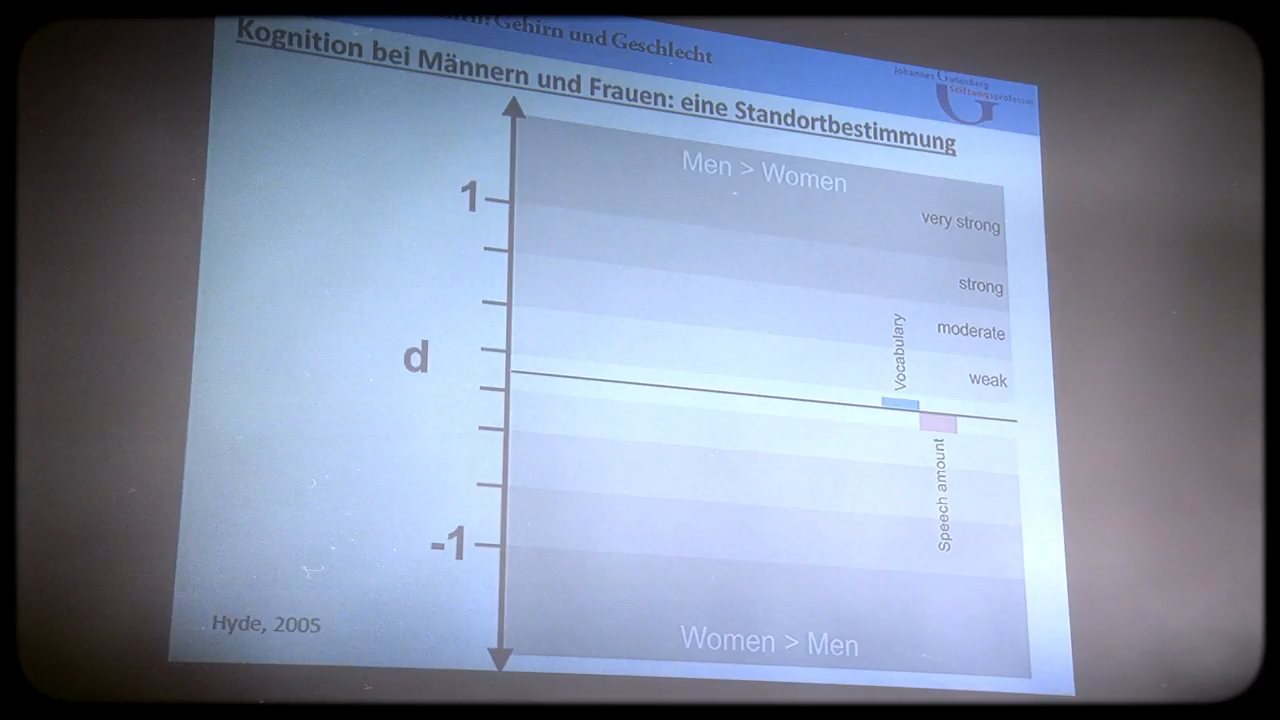 Gehirn und Geschlecht
Johannes Gutenberg
Stiftungsprofessur
Kognition bei Männern und Frauen: eine Standortbestimmung
Men > Women
1
very strong
strong
moderate
Vocabulary
d
weak
Speech amount
-1
Hyde, 2005
Women > Men